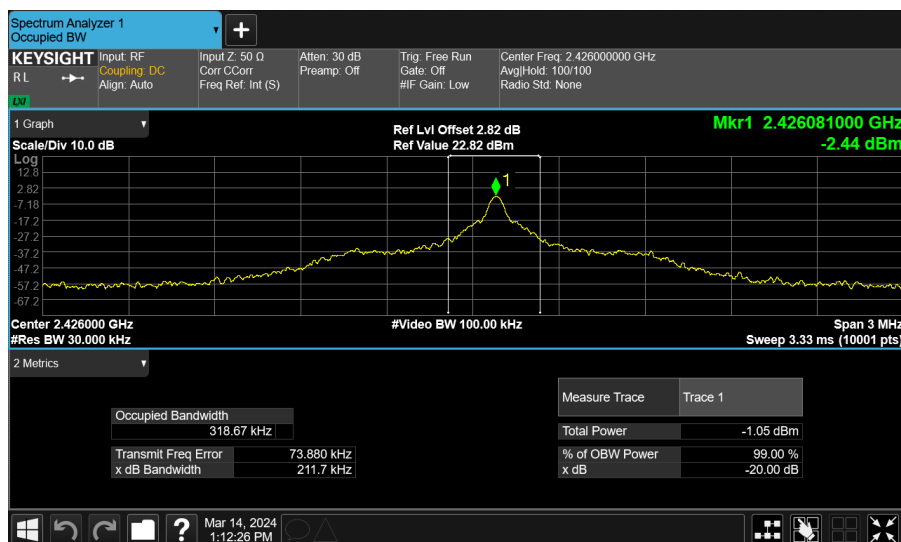 Spectrum Analyzer 1
Occupied BW
+
KEYSIGHT Input: RF Input Z: 50 Ω Atten: 30 dB Trig: Free Run Center Freq: 2.426000000 GHz
RL Coupling: DC Corr CCorr Preamp: Off Gate: Off Avg|Hold: 100/100
Align: Auto Freq Ref: Int (S) #IF Gain: Low Radio Std: None
LXI
1 Graph Ref Lvl Offset 2.82 dB Mkr1 2.426081000 GHz
Scale/Div 10.0 dB Ref Value 22.82 dBm -2.44 dBm
Log
12.8
1
2.82
-7.18
-17.2
-27.2
-37.2
-47.2
-57.2
-67.2
Center 2.426000 GHz #Video BW 100.00 kHz Span 3 MHz
#Res BW 30.000 kHz Sweep 3.33 ms (10001 pts)
2 Metrics
Measure Trace Trace 1
Occupied Bandwidth
318.67 kHz Total Power -1.05 dBm
Transmit Freq Error 73.880 kHz % of OBW Power 99.00 %
x dB Bandwidth 211.7 kHz x dB -20.00 dB
? Mar 14, 2024
1:12:26 PM